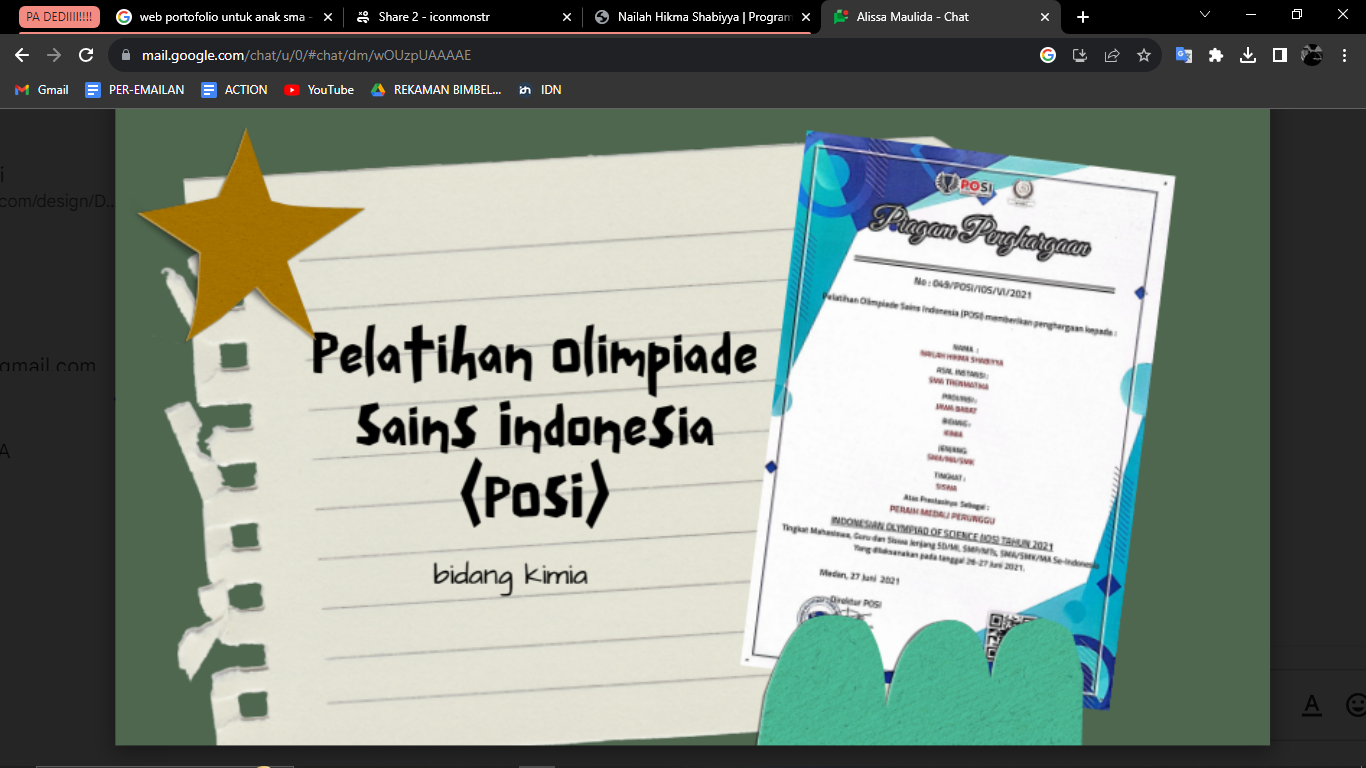 PA DEDIIII!!!!
web portofolio untuk anak sma -
Share 2 - iconmonstr
Nailah Hikma Shabiyya | Program
Alissa Maulida - Chat
mail.google.com/chat/u/0/#chat/dm/wOUzpUAAAAE
Gmail
PER-EMAILAN
ACTION
YouTube
REKAMAN BIMBEL...
IDN
i
com/design/D...
gmail.com
A
Pelatihan Olimpiade
Sains Indonesia
(POSI)
bidang kimia
POSI
Piagam Penghargaan
No : 049/POSI/IOS/VI/2021
Pelatihan Olimpiade Sains Indonesia (POSI) memberikan penghargaan kepada :
NAMA :
NAILAH HIKMA SHABIYYA
ASAL INSTANSI :
SMA TRENMATIKA
PROVINSI :
JAWA BARAT
BIDANG :
KIMIA
JENJANG:
SMA/MA/SMK
TINGKAT :
SISWA
Atas Prestasinya Sebagai :
PERAIH MEDALI PERUNGGU
INDONESIAN OLYMPIAD OF SCIENCE (IOS) TAHUN 2021
Tingkat Mahasiswa, Guru dan Siswa Jenjang SD/MI, SMP/MTs, SMA/SMK/MA Se-Indonesia
Yang dilaksanakan pada tanggal 26-27 Juni 2021.
Medan, 27 Juni 2021
Direktur POSI
A